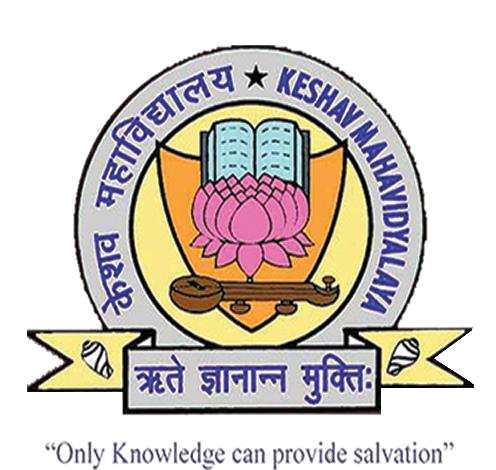 केशव महाविद्यालय ★ KESHAV MAHAVIDYALAYA
ऋते ज्ञानान्न मुक्ति:
“Only Knowledge can provide salvation”